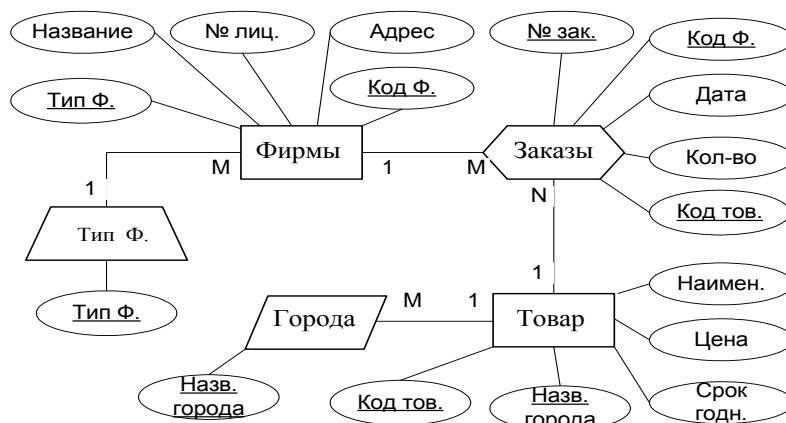 Название
№ лиц.
Адрес
№ зак.
Код Ф.
Тип Ф.
Код Ф.
Дата
Фирмы
Заказы
М
1
М
Кол-во
1
N
Код тов.
Тип Ф.
1
Наимен.
Тип Ф.
Города
М
1
Товар
Цена
Назв.
города
Код тов.
Назв.
города
Срок
годн.